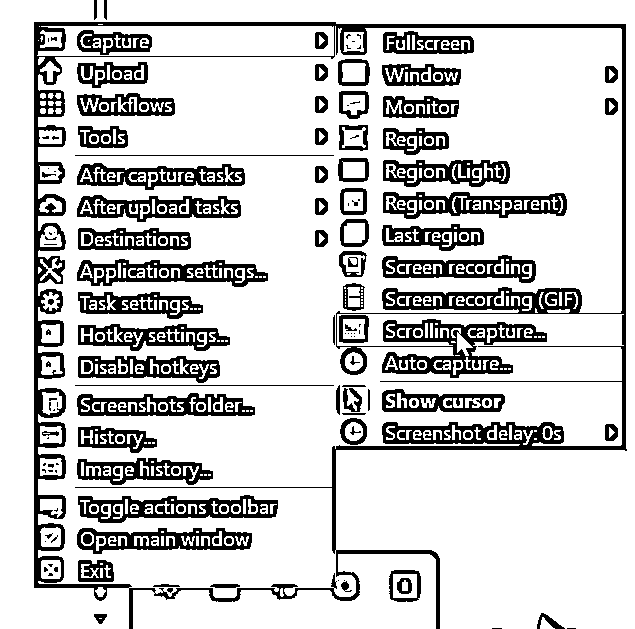 Capture
Upload
Workflows
Tools
After capture tasks
After upload tasks
Destinations
Application settings...
Task settings...
Hotkey settings...
Disable hotkeys
Screenshots folder...
History...
Image history...
Toggle actions toolbar
Open main window
Exit
Fullscreen
Window
Monitor
Region
Region (Light)
Region (Transparent)
Last region
Screen recording
Screen recording (GIF)
Scrolling capture...
Auto capture...
Show cursor
Screenshot delay: 0s